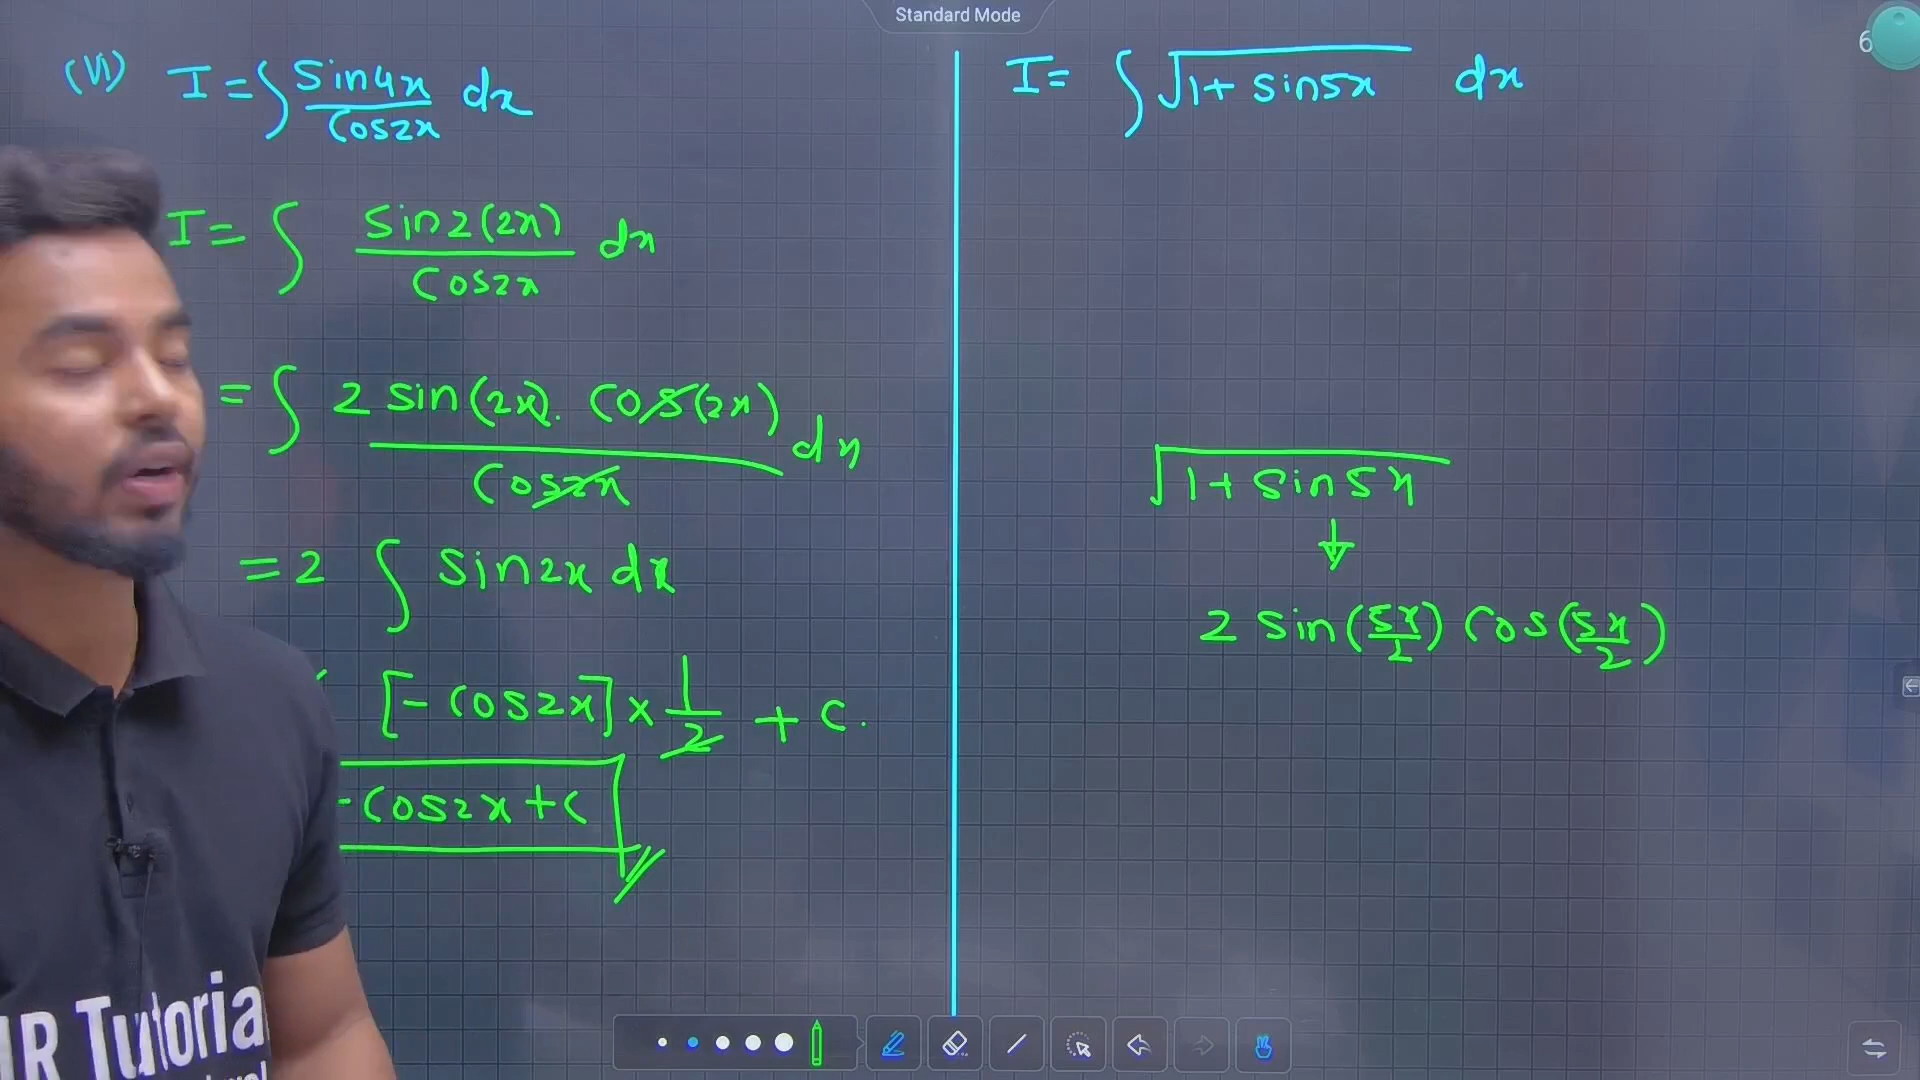 Standard Mode
6
(VI) I = ∫ sin4x / cos2x dx
I = ∫ sin2(2x) / cos2x dx
= ∫ 2 sin(2x). cos(2x) / cos2x dx
= 2 ∫ sin2x dx
[-cos2x] × 1/2 + c.
-cos2x + c
I = ∫ √1+ sin5x dx
√1+ sin5x
↓
2 sin(5x/2) cos(5x/2)
R Tutoria